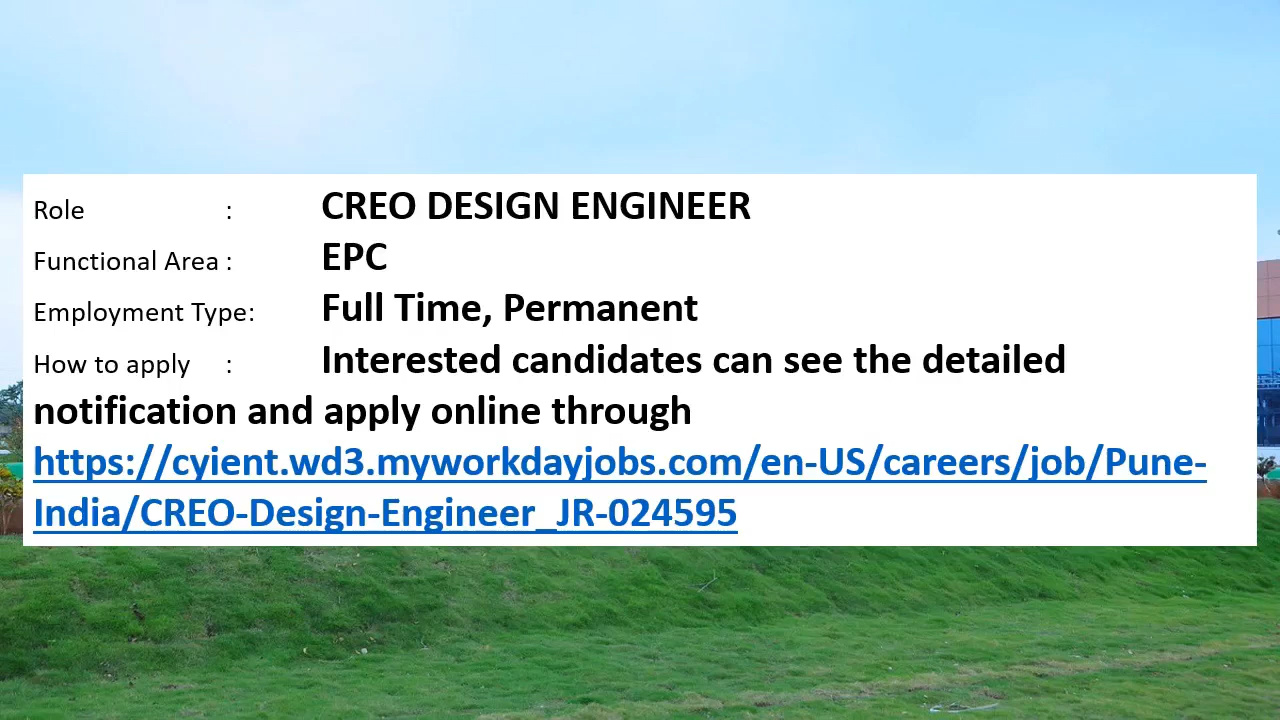 Role : CREO DESIGN ENGINEER
Functional Area : EPC
Employment Type: Full Time, Permanent
How to apply : Interested candidates can see the detailed
notification and apply online through
https://cyient.wd3.myworkdayjobs.com/en-US/careers/job/Pune-
India/CREO-Design-Engineer_JR-024595